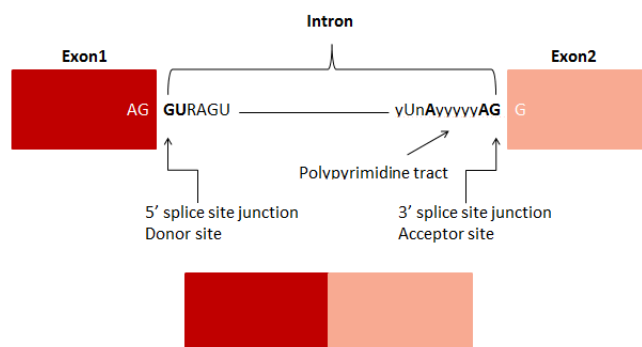 Intron
Exon1
Exon2
AG GURAGU yUnAyyyyyAG G
Polypyrimidine tract
5' splice site junction
Donor site
3' splice site junction
Acceptor site